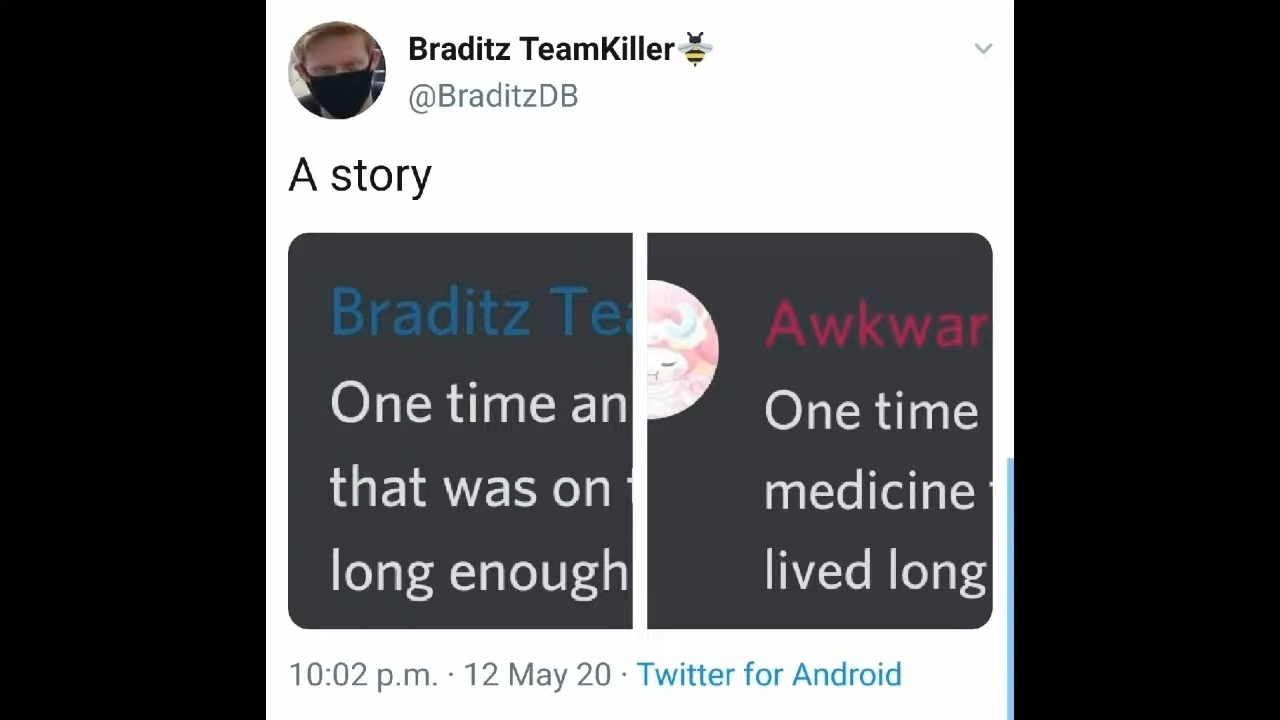 Braditz TeamKiller🐝
@BraditzDB
A story
Braditz Tea
One time an
that was on
long enough
Awkwar
One time
medicine
lived long
10:02 p.m. · 12 May 20 · Twitter for Android